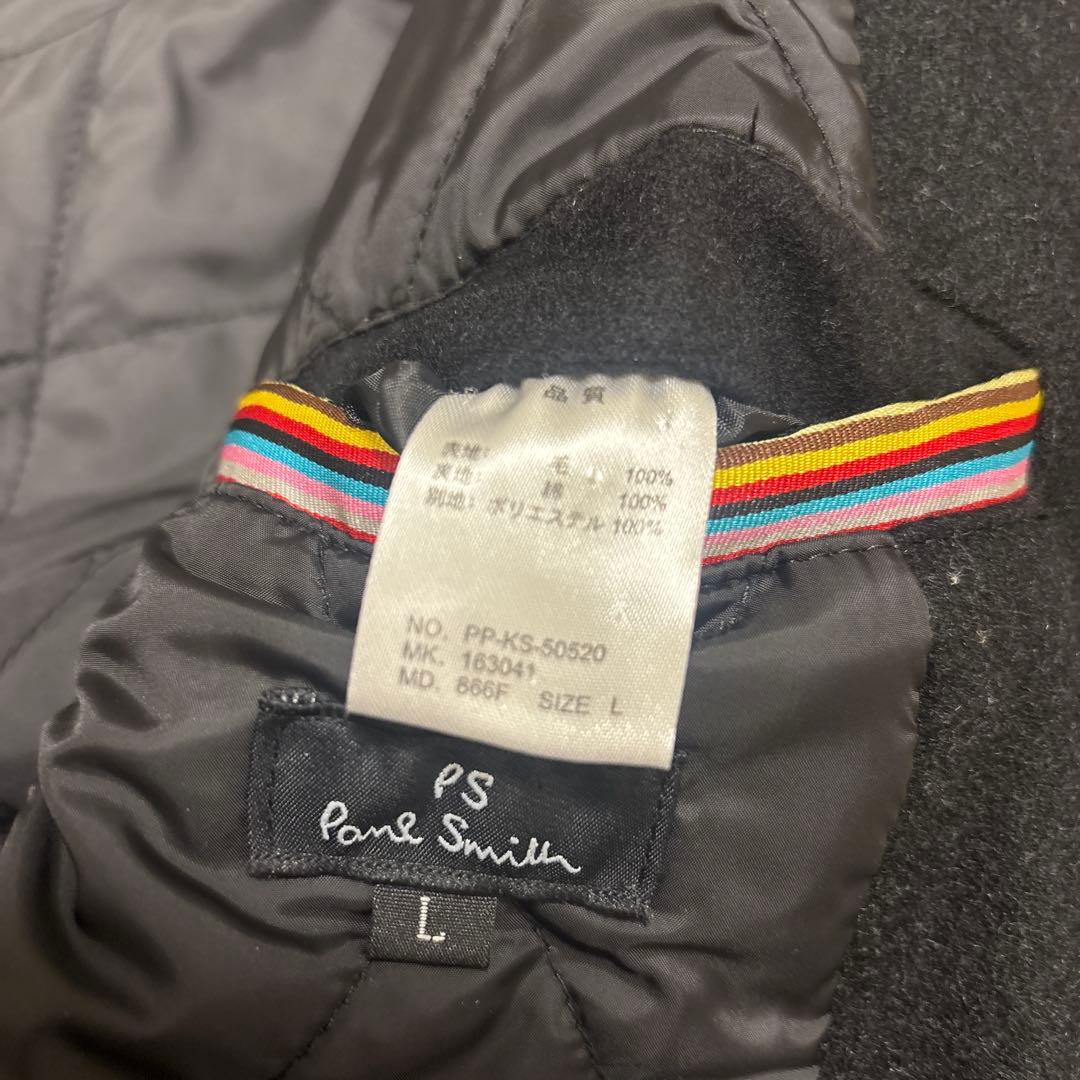 品質
表地: 毛 100%
裏地: 綿 100%
別地: ポリエステル 100%
NO. PP-KS-50520
MK. 163041
MD. 866F SIZE L
PS
Paul Smith
L